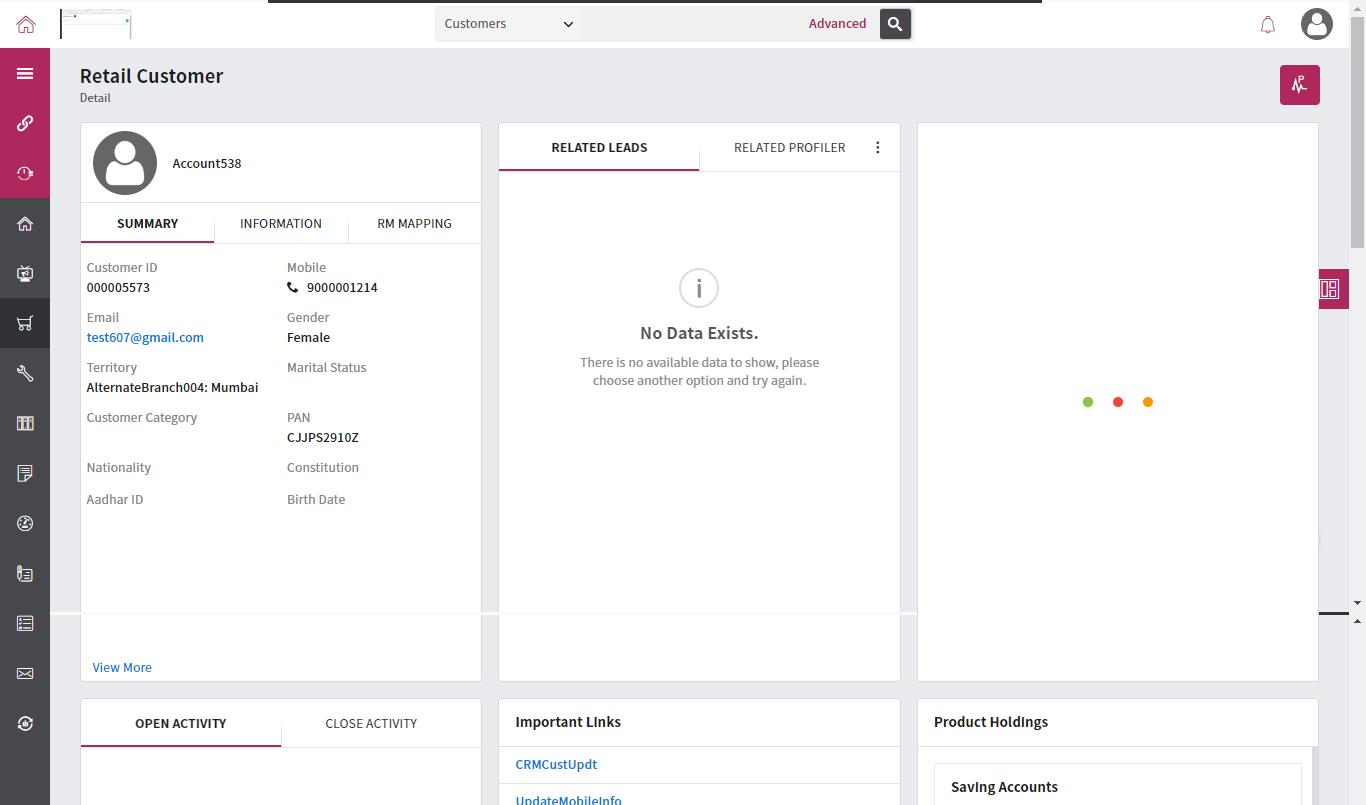 Customers
Advanced
Retail Customer
Detail
Account538
SUMMARY
INFORMATION
RM MAPPING
Customer ID
000005573
Mobile
9000001214
Email
test607@gmail.com
Gender
Female
Territory
AlternateBranch004: Mumbai
Marital Status
Customer Category
PAN
CJJPS2910Z
Nationality
Constitution
Aadhar ID
Birth Date
View More
RELATED LEADS
RELATED PROFILER
No Data Exists.
There is no available data to show, please
choose another option and try again.
OPEN ACTIVITY
CLOSE ACTIVITY
Important Links
CRMCustUpdt
UpdateMobileInfo
Product Holdings
Saving Accounts